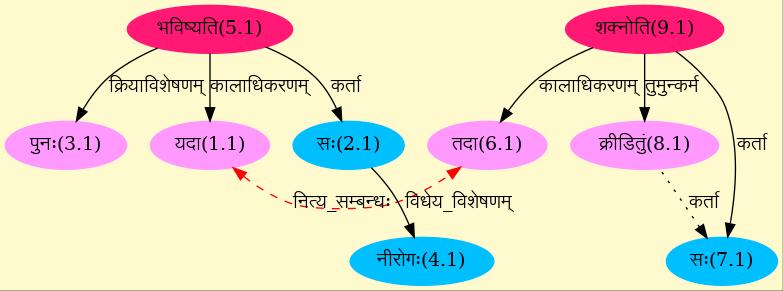 भविष्यति(5.1) शक्नोति(9.1)
क्रियाविशेषणम् कालाधिकरणम् कर्ता कालाधिकरणम् तुमुन्कर्म
पुनः(3.1) यदा(1.1) सः(2.1) तदा(6.1) क्रीडितुं(8.1) कर्ता
नित्य_सम्बन्धः विधेय_विशेषणम् कर्ता
नीरोगः(4.1) सः(7.1)